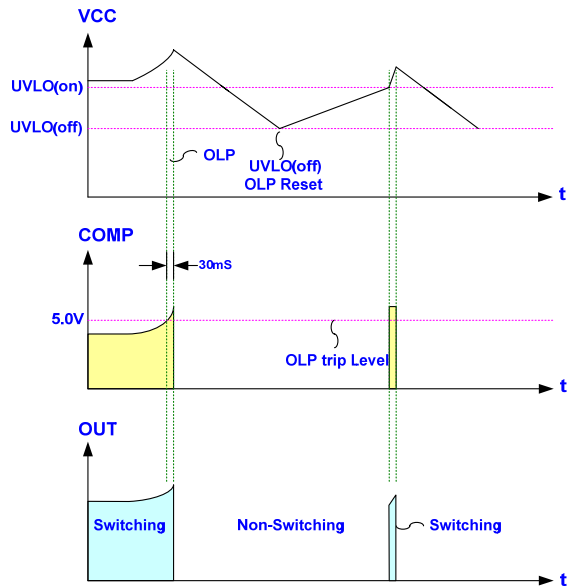 VCC
UVLO(on)
UVLO(off)
OLP
UVLO(off)
OLP Reset
t
COMP
30mS
5.0V
OLP trip Level
t
OUT
Switching
Non-Switching
Switching
t